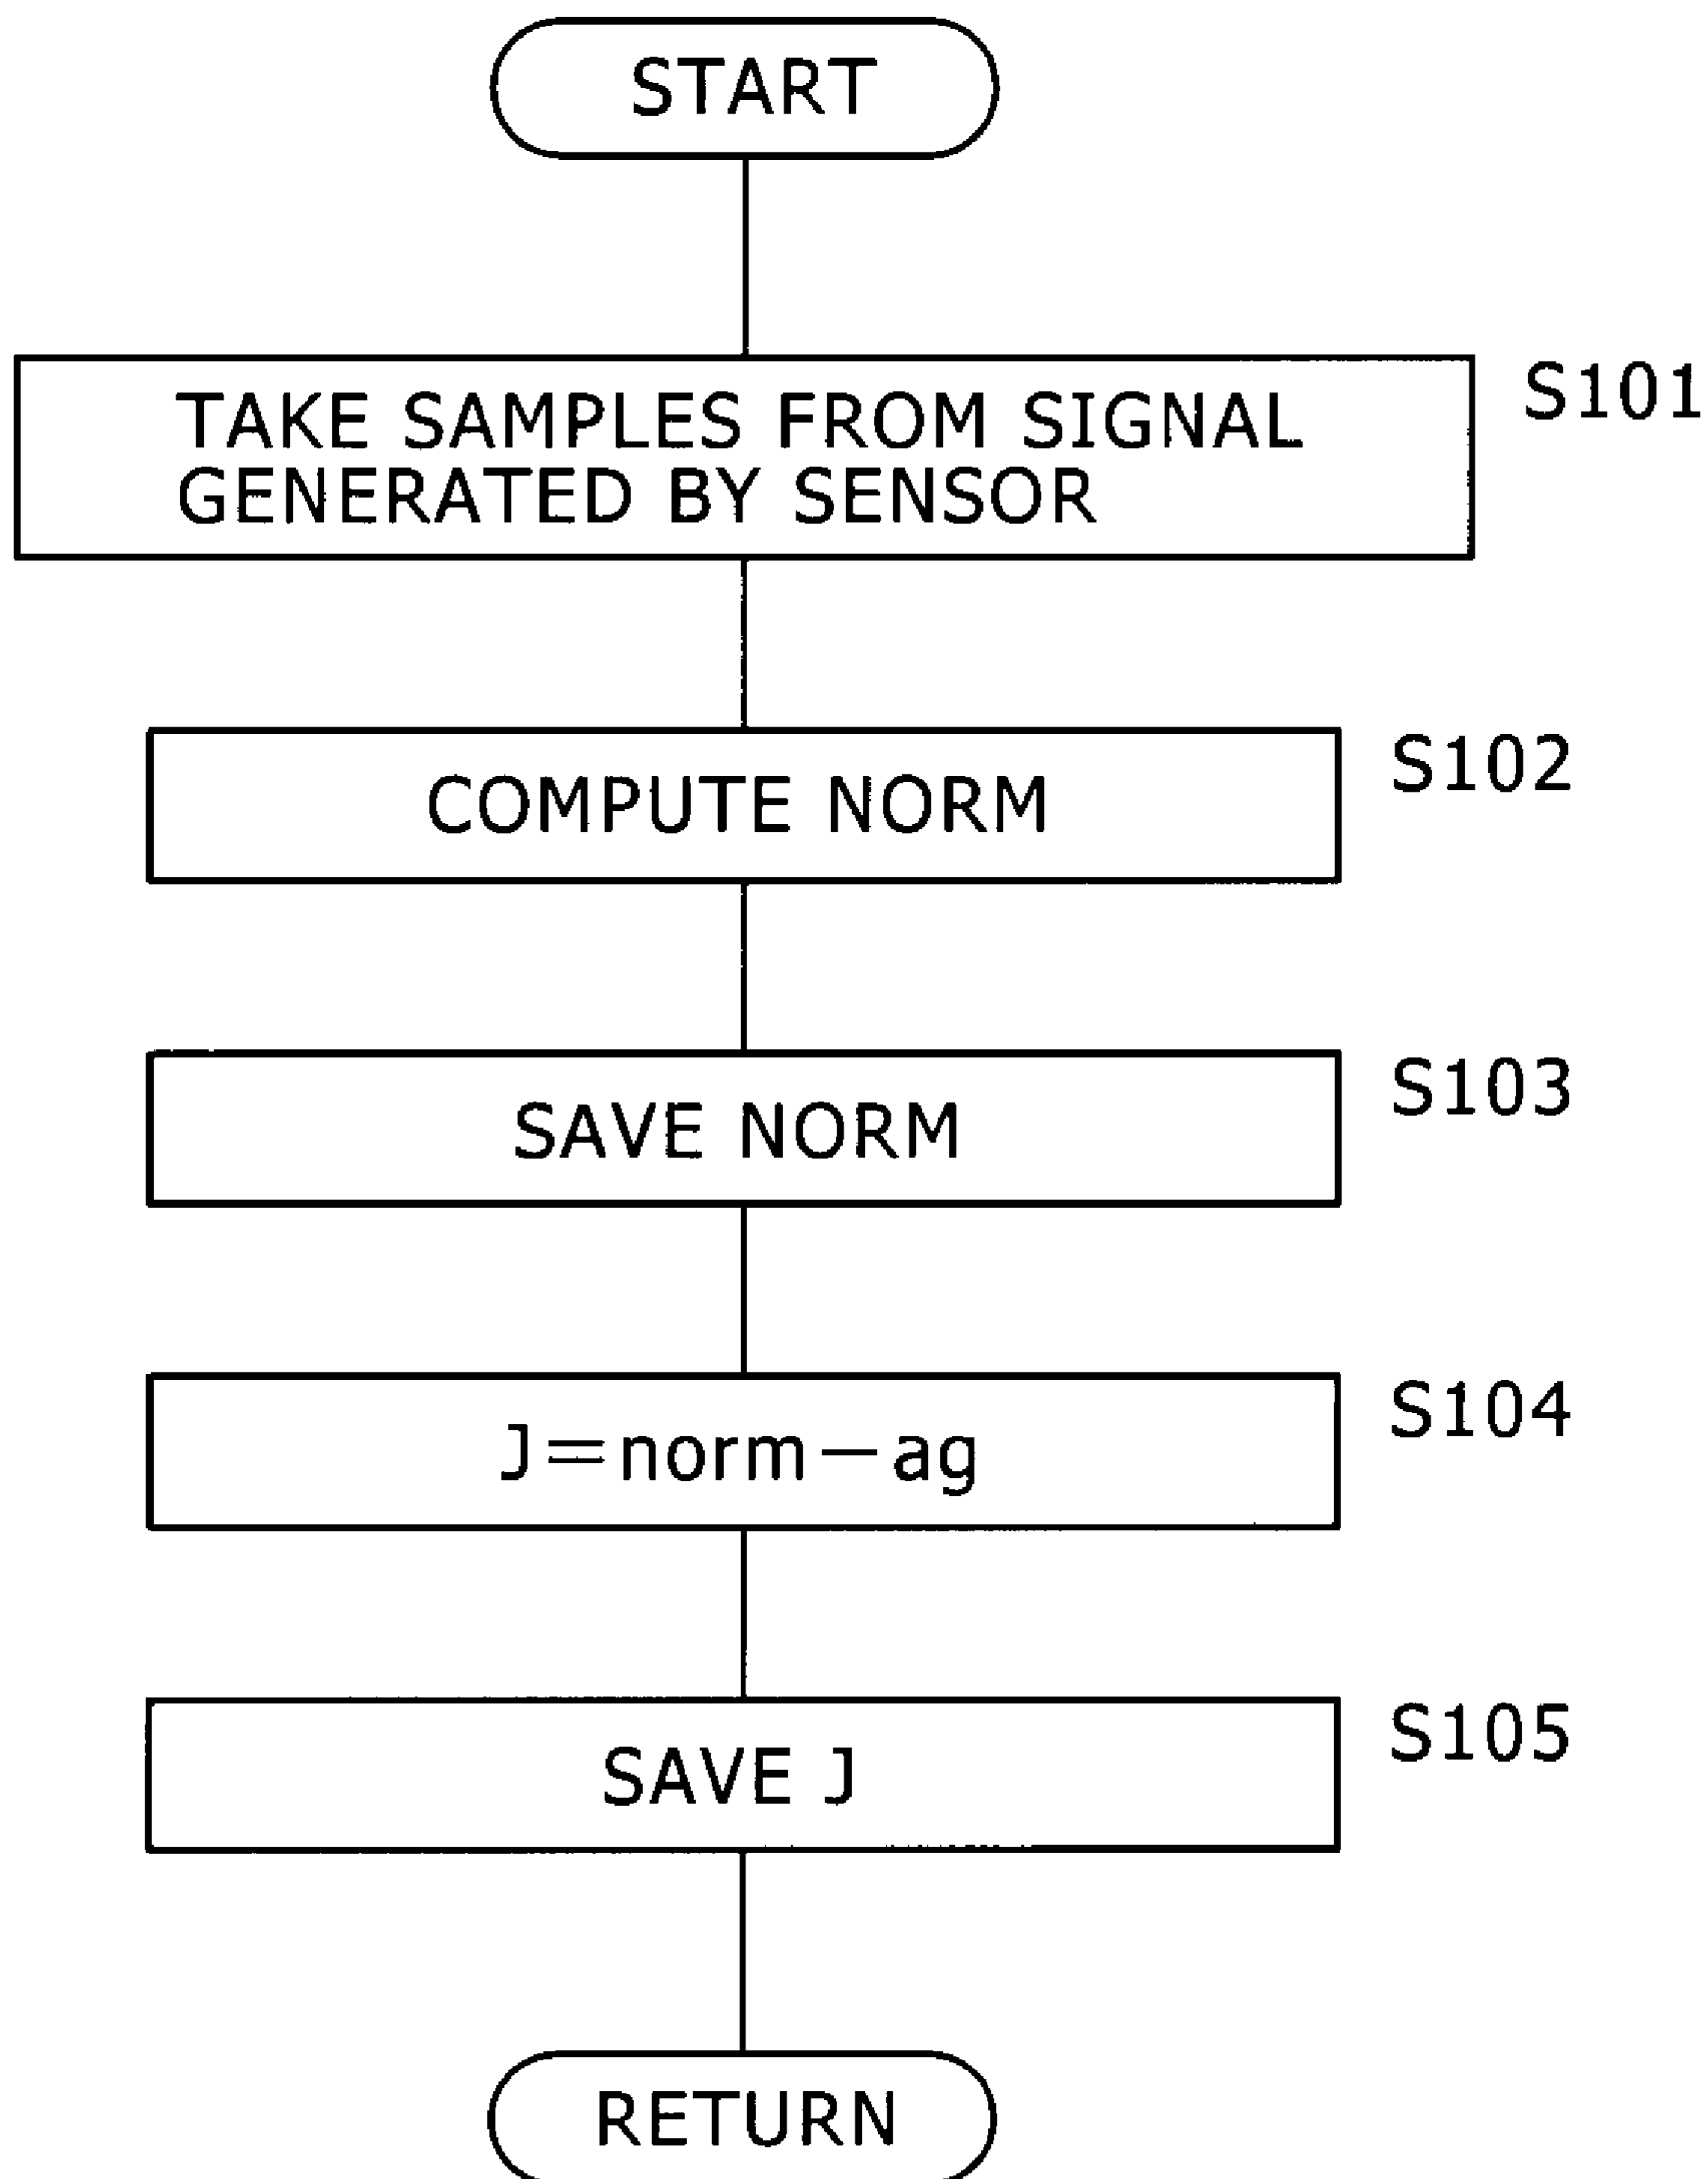 START
TAKE SAMPLES FROM SIGNAL
GENERATED BY SENSOR
S101
COMPUTE NORM
S102
SAVE NORM
S103
J=norm-ag
S104
SAVE J
S105
RETURN